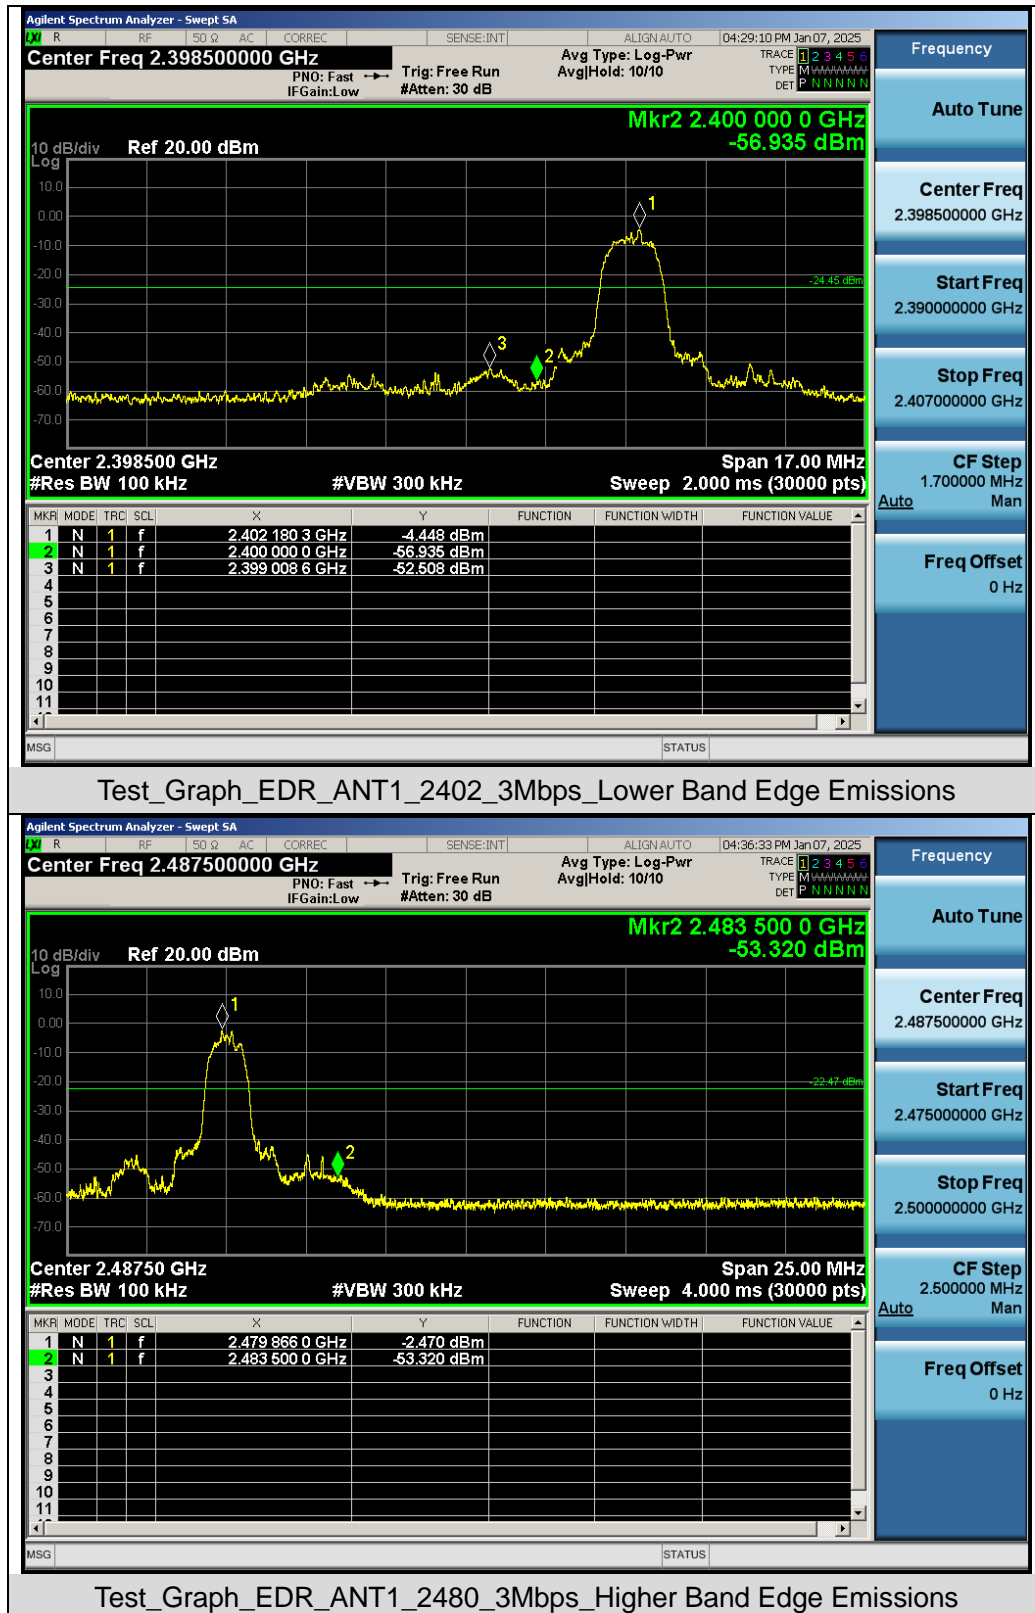 Agilent Spectrum Analyzer - Swept SA
LXI R RF 50 Ω AC CORREC SENSE:INT ALIGN AUTO 04:29:10 PM Jan 07, 2025
Center Freq 2.398500000 GHz
PNO: Fast
IFGain:Low
Trig: Free Run
#Atten: 30 dB
Avg Type: Log-Pwr
Avg|Hold: 10/10
TRACE 1 2 3 4 5 6
TYPE M
DET P N N N N N
Mkr2 2.400 000 0 GHz
-56.935 dBm
10 dB/div Ref 20.00 dBm
Log
10.0
0.00
-10.0
-20.0
-30.0
-40.0
-50.0
-60.0
-70.0
1
-24.45 dBm
3
2
Center 2.398500 GHz Span 17.00 MHz
#Res BW 100 kHz #VBW 300 kHz Sweep 2.000 ms (30000 pts)
MKR MODE TRC SCL X Y FUNCTION FUNCTION WIDTH FUNCTION VALUE
1 N 1 f 2.402 180 3 GHz -4.448 dBm
2 N 1 f 2.400 000 0 GHz -56.935 dBm
3 N 1 f 2.399 008 6 GHz -52.508 dBm
4
5
6
7
8
9
10
11
MSG STATUS
Frequency
Auto Tune
Center Freq
2.398500000 GHz
Start Freq
2.390000000 GHz
Stop Freq
2.407000000 GHz
CF Step
1.700000 MHz
Auto Man
Freq Offset
0 Hz
Test_Graph_EDR_ANT1_2402_3Mbps_Lower Band Edge Emissions
Agilent Spectrum Analyzer - Swept SA
LXI R RF 50 Ω AC CORREC SENSE:INT ALIGN AUTO 04:36:33 PM Jan 07, 2025
Center Freq 2.487500000 GHz
PNO: Fast
IFGain:Low
Trig: Free Run
#Atten: 30 dB
Avg Type: Log-Pwr
Avg|Hold: 10/10
TRACE 1 2 3 4 5 6
TYPE M
DET P N N N N N
Mkr2 2.483 500 0 GHz
-53.320 dBm
10 dB/div Ref 20.00 dBm
Log
10.0
0.00
-10.0
-20.0
-30.0
-40.0
-50.0
-60.0
-70.0
1
-22.47 dBm
2
Center 2.48750 GHz Span 25.00 MHz
#Res BW 100 kHz #VBW 300 kHz Sweep 4.000 ms (30000 pts)
MKR MODE TRC SCL X Y FUNCTION FUNCTION WIDTH FUNCTION VALUE
1 N 1 f 2.479 866 0 GHz -2.470 dBm
2 N 1 f 2.483 500 0 GHz -53.320 dBm
3
4
5
6
7
8
9
10
11
MSG STATUS
Frequency
Auto Tune
Center Freq
2.487500000 GHz
Start Freq
2.475000000 GHz
Stop Freq
2.500000000 GHz
CF Step
2.500000 MHz
Auto Man
Freq Offset
0 Hz
Test_Graph_EDR_ANT1_2480_3Mbps_Higher Band Edge Emissions